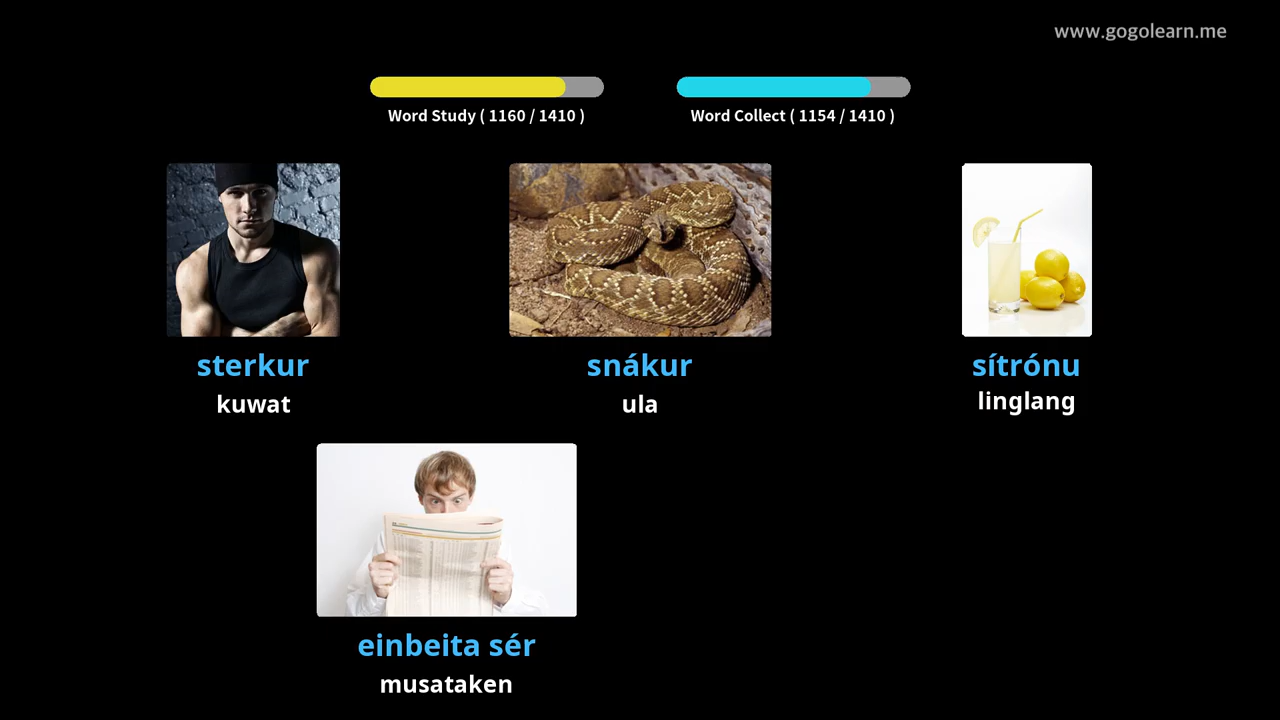 www.gogolearn.me
Word Study ( 1160 / 1410 )
Word Collect ( 1154 / 1410 )
sterkur
kuwat
snákur
ula
sítrónu
linglang
einbeita sér
musataken